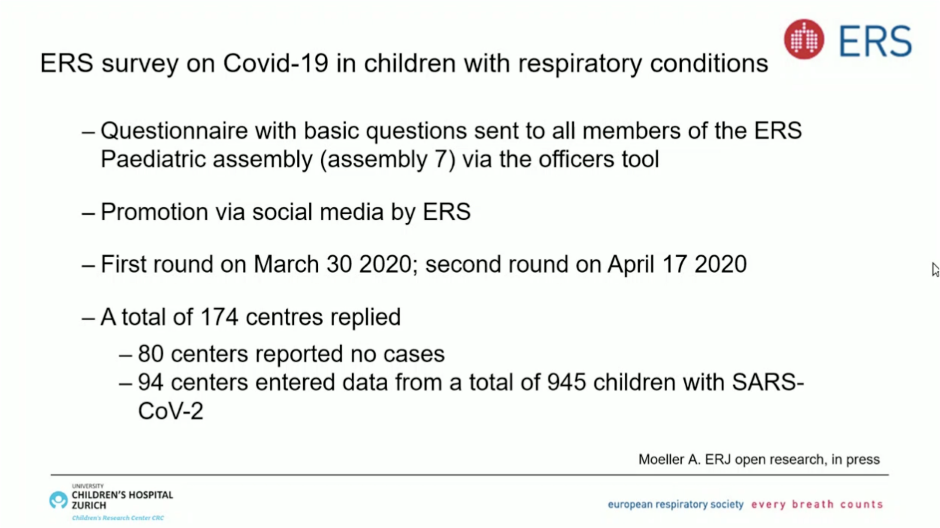 ERS
ERS survey on Covid-19 in children with respiratory conditions
– Questionnaire with basic questions sent to all members of the ERS
Paediatric assembly (assembly 7) via the officers tool
– Promotion via social media by ERS
– First round on March 30 2020; second round on April 17 2020
– A total of 174 centres replied
– 80 centers reported no cases
– 94 centers entered data from a total of 945 children with SARS-
CoV-2
Moeller A. ERJ open research, in press
UNIVERSITY
CHILDREN'S HOSPITAL
ZURICH
Children's Research Center CRC
european respiratory society every breath counts